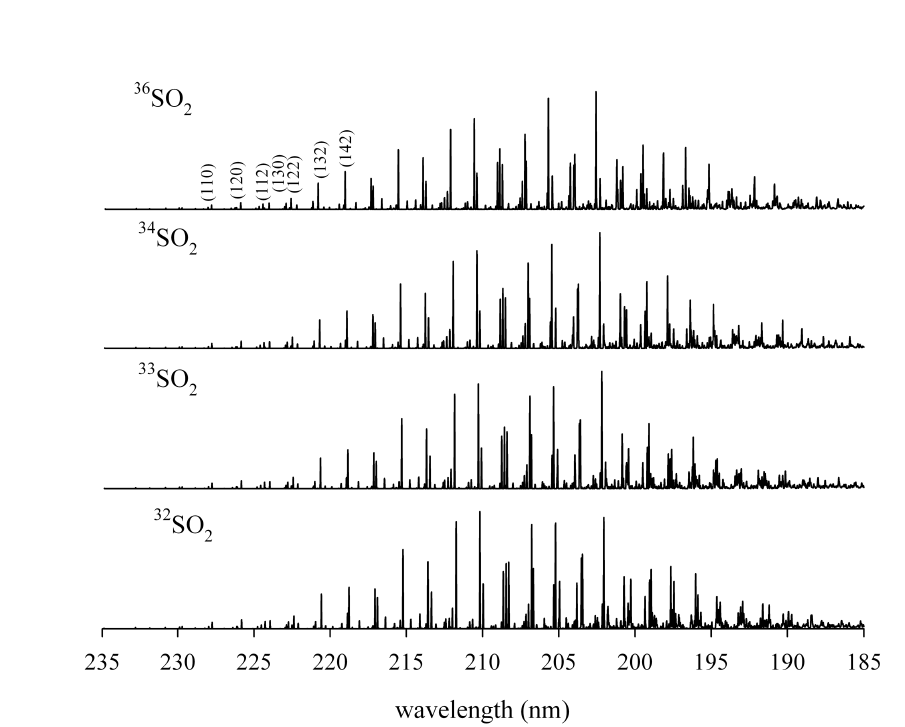 ³⁶SO₂
(110)
(120)
(112)
(130)
(122)
(132)
(142)
³⁴SO₂
³³SO₂
³²SO₂
235 230 225 220 215 210 205 200 195 190 185
wavelength (nm)